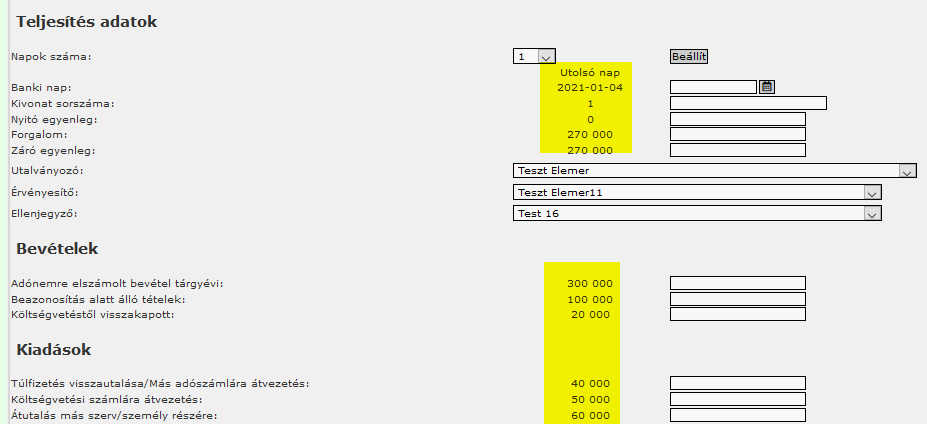 Teljesítés adatok
Napok száma: 1 Beállít
Utolsó nap
Banki nap: 2021-01-04
Kivonat sorszáma: 1
Nyitó egyenleg: 0
Forgalom: 270 000
Záró egyenleg: 270 000
Utalványozó: Teszt Elemer
Érvényesítő: Teszt Elemer11
Ellenjegyző: Test 16
Bevételek
Adónemre elszámolt bevétel tárgyévi: 300 000
Beazonosítás alatt álló tételek: 100 000
Költségvetéstől visszakapott: 20 000
Kiadások
Túlfizetés visszautalása/Más adószámlára átvezetés: 40 000
Költségvetési számlára átvezetés: 50 000
Átutalás más szerv/személy részére: 60 000